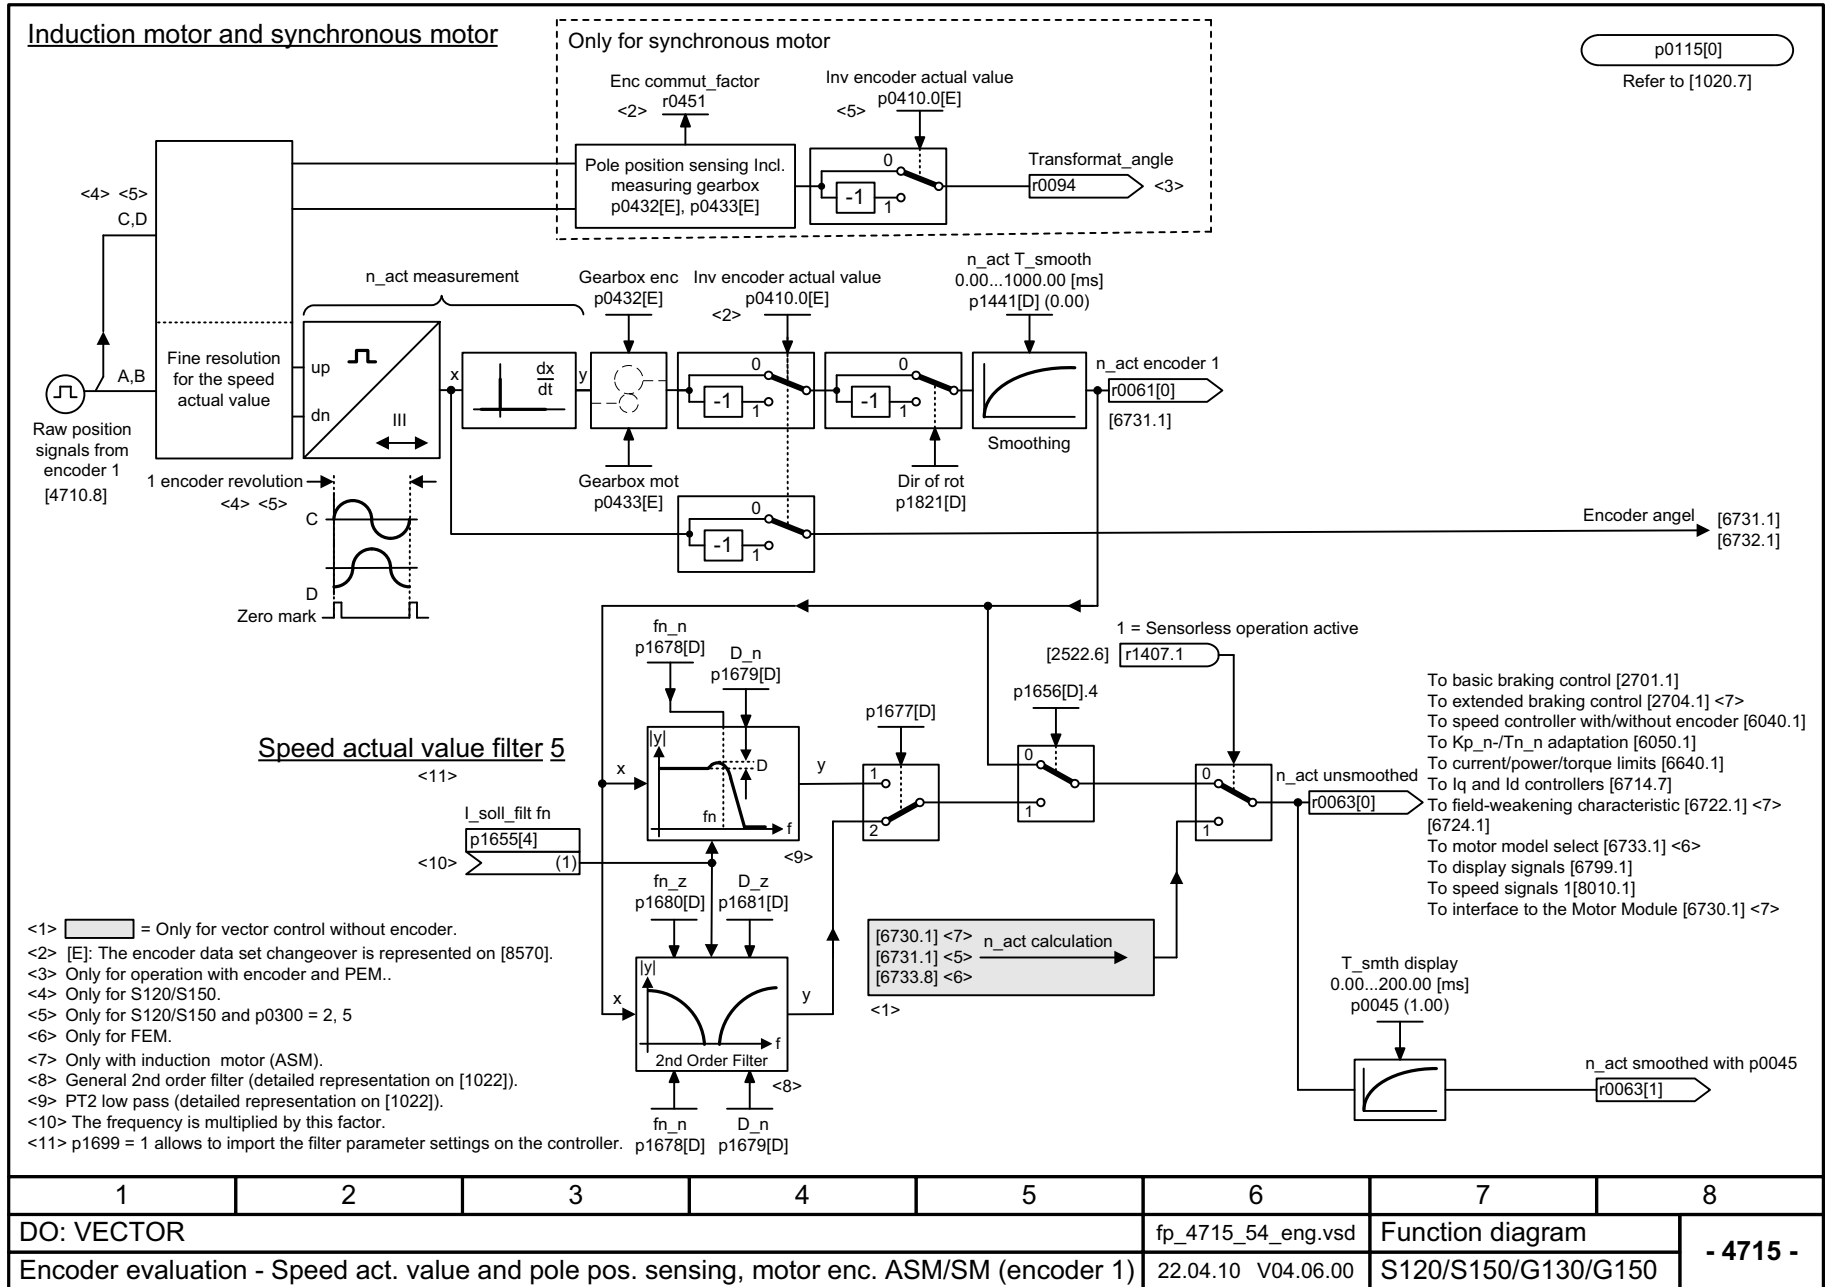 Induction motor and synchronous motor
Only for synchronous motor
p0115[0]
Refer to [1020.7]
Enc commut_factor
<2> r0451
Inv encoder actual value
<5> p0410.0[E]
Pole position sensing Incl.
measuring gearbox
p0432[E], p0433[E]
0
-1
1
Transformat_angle
r0094 <3>
<4> <5>
C,D
n_act measurement
Gearbox enc
p0432[E]
Inv encoder actual value
p0410.0[E]
<2>
n_act T_smooth
0.00...1000.00 [ms]
p1441[D] (0.00)
Fine resolution
for the speed
actual value
A,B
up
dn
III
x
dx
dt
y
0
-1
1
0
-1
1
Smoothing
n_act encoder 1
r0061[0]
[6731.1]
Raw position
signals from
encoder 1
[4710.8]
1 encoder revolution
<4> <5>
C
D
Zero mark
Gearbox mot
p0433[E]
Dir of rot
p1821[D]
0
-1
1
Encoder angel
[6731.1]
[6732.1]
fn_n
p1678[D]
D_n
p1679[D]
1 = Sensorless operation active
[2522.6] r1407.1
p1656[D].4
p1677[D]
Speed actual value filter 5
<11>
x
|y|
D
fn
f
y
<9>
1
2
0
1
0
1
n_act unsmoothed
r0063[0]
To basic braking control [2701.1]
To extended braking control [2704.1] <7>
To speed controller with/without encoder [6040.1]
To Kp_n-/Tn_n adaptation [6050.1]
To current/power/torque limits [6640.1]
To Iq and Id controllers [6714.7]
To field-weakening characteristic [6722.1] <7>
[6724.1]
To motor model select [6733.1] <6>
To display signals [6799.1]
To speed signals 1[8010.1]
To interface to the Motor Module [6730.1] <7>
I_soll_filt fn
p1655[4]
<10> (1)
fn_z
p1680[D]
D_z
p1681[D]
x
|y|
f
y
2nd Order Filter
<8>
fn_n
p1678[D]
D_n
p1679[D]
[6730.1] <7>
[6731.1] <5>
[6733.8] <6>
n_act calculation
<1>
T_smth display
0.00...200.00 [ms]
p0045 (1.00)
n_act smoothed with p0045
r0063[1]
<1> = Only for vector control without encoder.
<2> [E]: The encoder data set changeover is represented on [8570].
<3> Only for operation with encoder and PEM..
<4> Only for S120/S150.
<5> Only for S120/S150 and p0300 = 2, 5
<6> Only for FEM.
<7> Only with induction motor (ASM).
<8> General 2nd order filter (detailed representation on [1022]).
<9> PT2 low pass (detailed representation on [1022]).
<10> The frequency is multiplied by this factor.
<11> p1699 = 1 allows to import the filter parameter settings on the controller.
1 2 3 4 5 6 7 8
DO: VECTOR
fp_4715_54_eng.vsd
Function diagram
- 4715 -
Encoder evaluation - Speed act. value and pole pos. sensing, motor enc. ASM/SM (encoder 1)
22.04.10 V04.06.00
S120/S150/G130/G150